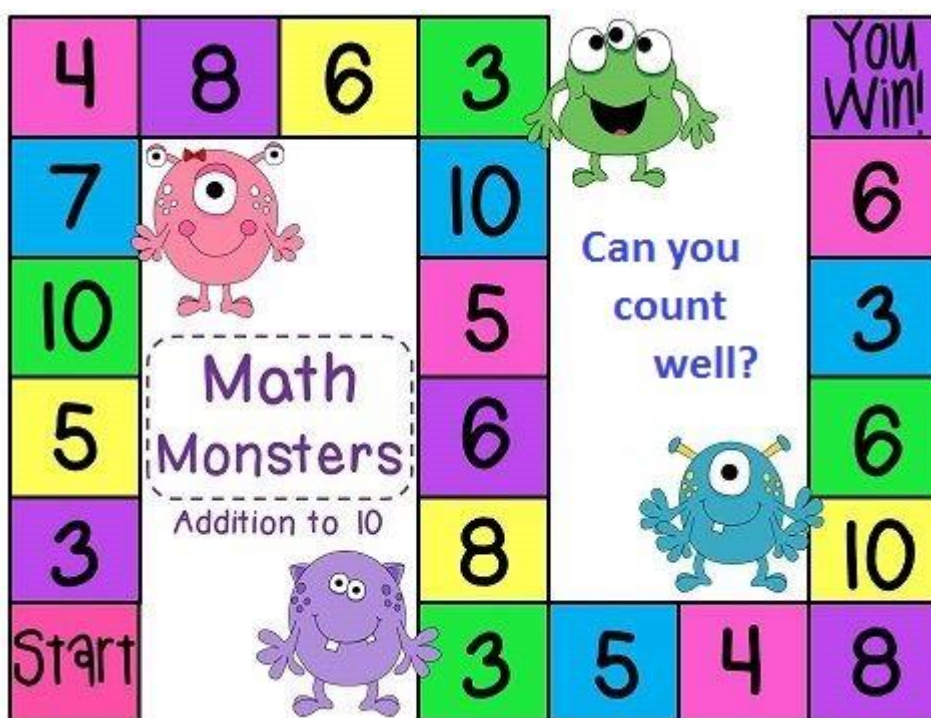 4 8 6 3 You
Win!
7 10 6
Can you
count
well?
10 5 3
Math
Monsters
5 6 6
Addition to 10
3 8 10
Start 3 5 4 8